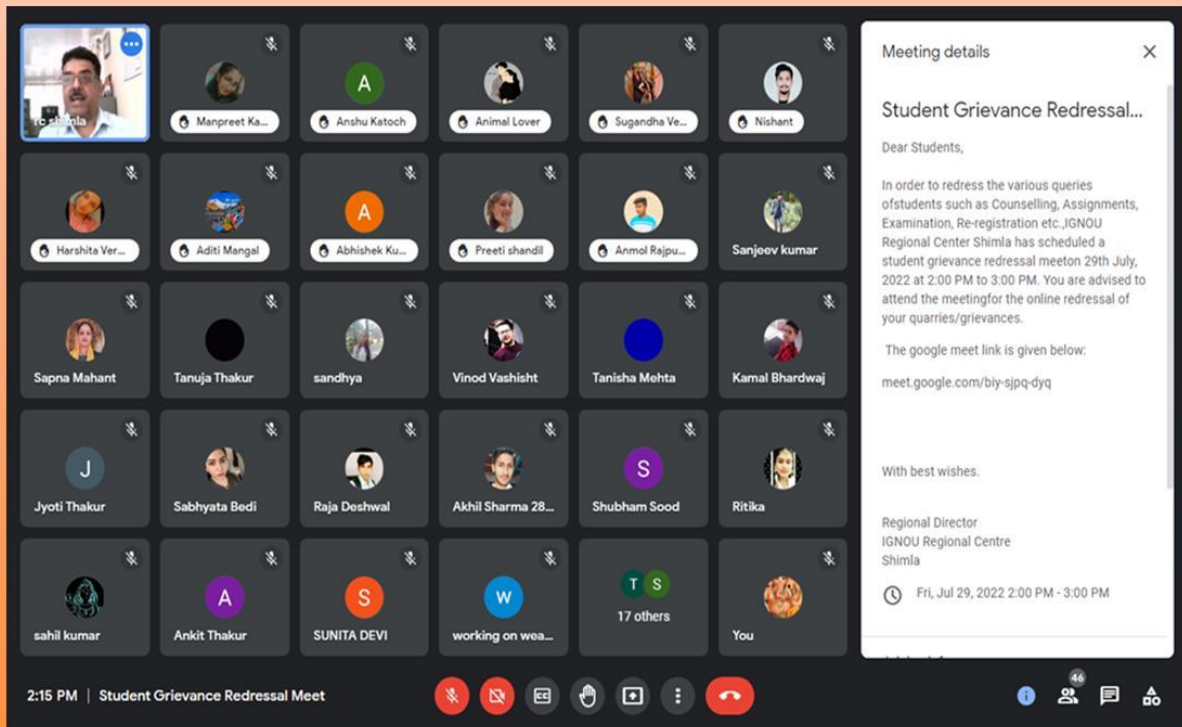 rc shimla
Manpreet Ka...
A
Anshu Katoch
Animal Lover
Sugandha Ve...
Nishant
Harshita Ver...
Aditi Mangal
A
Abhishek Ku...
Preeti shandil
Anmol Rajpu...
Sanjeev kumar
Sapna Mahant
Tanuja Thakur
sandhya
Vinod Vashisht
Tanisha Mehta
Kamal Bhardwaj
J
Jyoti Thakur
Sabhyata Bedi
Raja Deshwal
Akhil Sharma 28...
S
Shubham Sood
Ritika
sahil kumar
A
Ankit Thakur
S
SUNITA DEVI
W
working on wea...
T S
17 others
You
Meeting details
Student Grievance Redressal...
Dear Students,
In order to redress the various queries
ofstudents such as Counselling, Assignments,
Examination, Re-registration etc.,IGNOU
Regional Center Shimla has scheduled a
student grievance redressal meeton 29th July,
2022 at 2:00 PM to 3:00 PM. You are advised to
attend the meetingfor the online redressal of
your quarries/grievances.
The google meet link is given below:
meet.google.com/biy-sjpq-dyq
With best wishes.
Regional Director
IGNOU Regional Centre
Shimla
Fri, Jul 29, 2022 2:00 PM - 3:00 PM
2:15 PM | Student Grievance Redressal Meet
CC
46